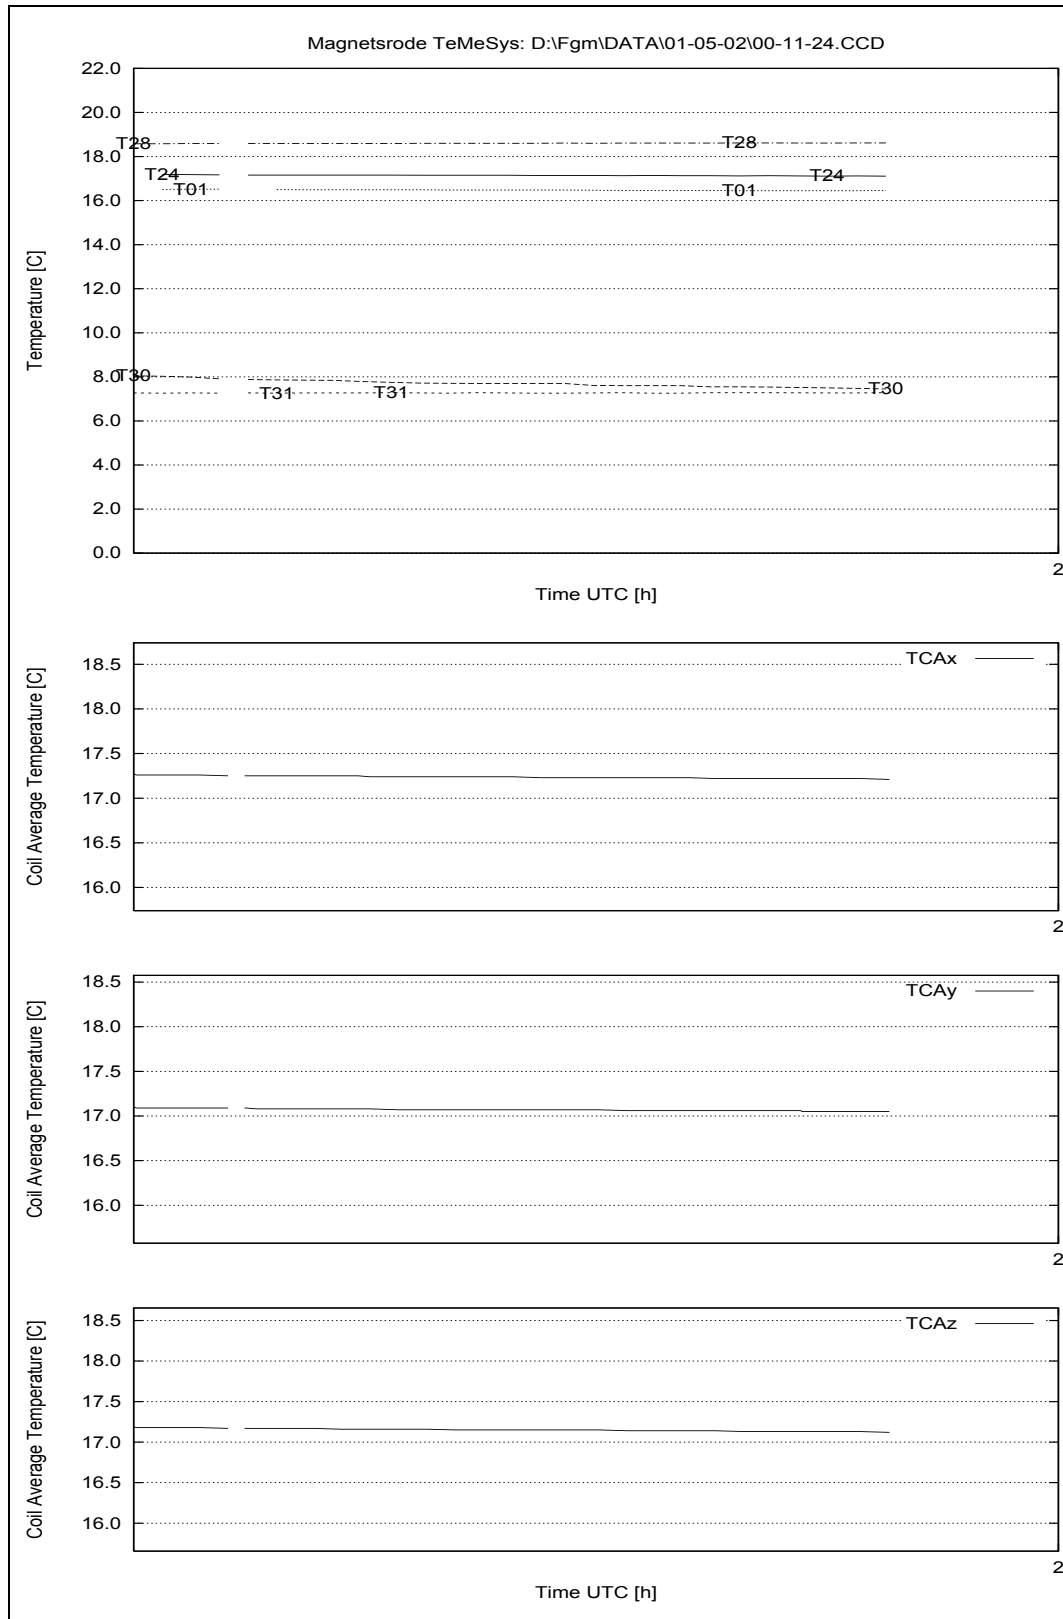 Magnetsrode TeMeSys: D:\Fgm\DATA\01-05-02\00-11-24.CCD
22.0
20.0
T28 T28
18.0
T24 T24
T01 T01
16.0
14.0
12.0
10.0
8.0
T30 T30
T31 T31
6.0
4.0
2.0
0.0
Temperature [C]
2
Time UTC [h]
TCAx
18.5
18.0
17.5
17.0
16.5
16.0
Coil Average Temperature [C]
2
18.5
TCAy
18.0
17.5
17.0
16.5
16.0
Coil Average Temperature [C]
2
18.5
TCAz
18.0
17.5
17.0
16.5
16.0
Coil Average Temperature [C]
2
Time UTC [h]